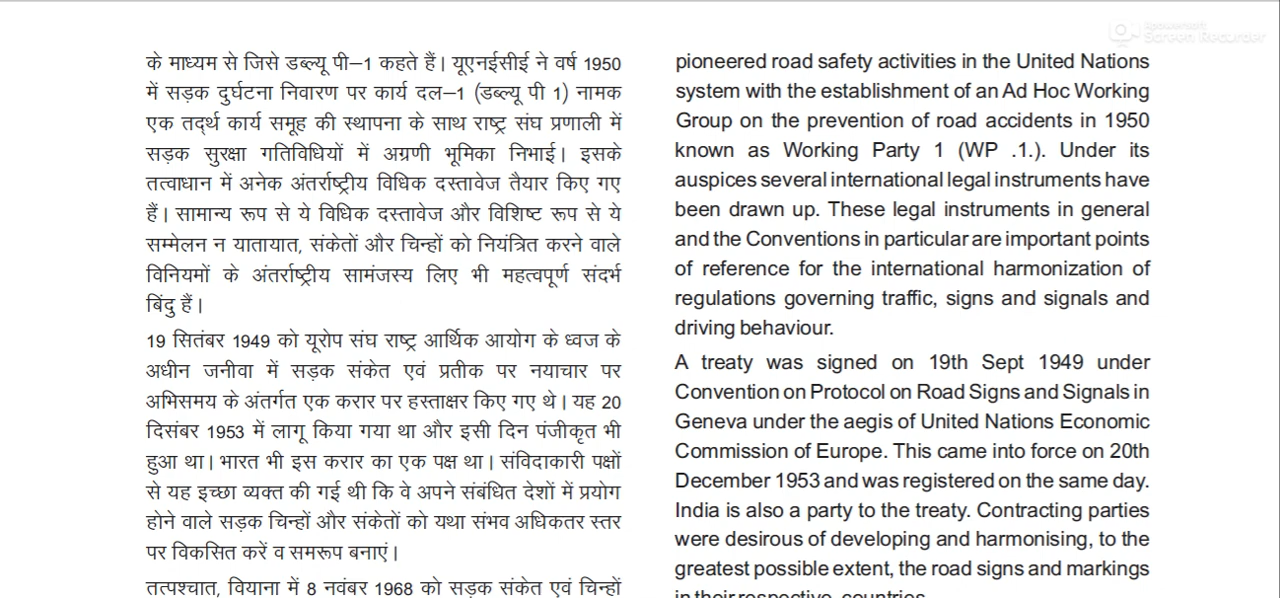 Apowersoft
Screen Recorder
के माध्यम से जिसे डब्ल्यू पी–1 कहते हैं। यूएनईसीई ने वर्ष 1950
में सड़क दुर्घटना निवारण पर कार्य दल–1 (डब्ल्यू पी 1) नामक
एक तदर्थ कार्य समूह की स्थापना के साथ राष्ट्र संघ प्रणाली में
सड़क सुरक्षा गतिविधियों में अग्रणी भूमिका निभाई। इसके
तत्वाधान में अनेक अंतर्राष्ट्रीय विधिक दस्तावेज तैयार किए गए
हैं। सामान्य रूप से ये विधिक दस्तावेज और विशिष्ट रूप से ये
सम्मेलन न यातायात, संकेतों और चिन्हों को नियंत्रित करने वाले
विनियमों के अंतर्राष्ट्रीय सामंजस्य लिए भी महत्वपूर्ण संदर्भ
बिंदु हैं।
19 सितंबर 1949 को यूरोप संघ राष्ट्र आर्थिक आयोग के ध्वज के
अधीन जनीवा में सड़क संकेत एवं प्रतीक पर नयाचार पर
अभिसमय के अंतर्गत एक करार पर हस्ताक्षर किए गए थे। यह 20
दिसंबर 1953 में लागू किया गया था और इसी दिन पंजीकृत भी
हुआ था। भारत भी इस करार का एक पक्ष था। संविदाकारी पक्षों
से यह इच्छा व्यक्त की गई थी कि वे अपने संबंधित देशों में प्रयोग
होने वाले सड़क चिन्हों और संकेतों को यथा संभव अधिकतर स्तर
पर विकसित करें व समरूप बनाएं।
तत्पश्चात, वियाना में 8 नवंबर 1968 को सड़क संकेत एवं चिन्हों
pioneered road safety activities in the United Nations
system with the establishment of an Ad Hoc Working
Group on the prevention of road accidents in 1950
known as Working Party 1 (WP .1.). Under its
auspices several international legal instruments have
been drawn up. These legal instruments in general
and the Conventions in particular are important points
of reference for the international harmonization of
regulations governing traffic, signs and signals and
driving behaviour.
A treaty was signed on 19th Sept 1949 under
Convention on Protocol on Road Signs and Signals in
Geneva under the aegis of United Nations Economic
Commission of Europe. This came into force on 20th
December 1953 and was registered on the same day.
India is also a party to the treaty. Contracting parties
were desirous of developing and harmonising, to the
greatest possible extent, the road signs and markings
in their respective countries